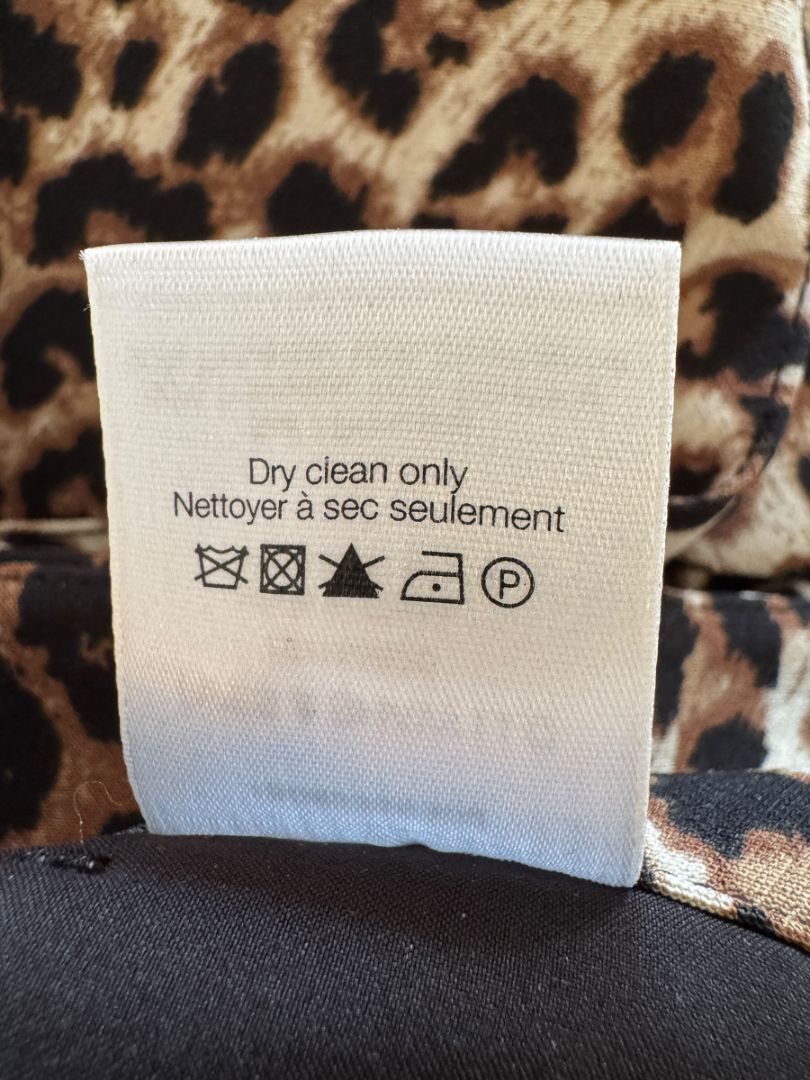 Dry clean only
Nettoyer à sec seulement
P